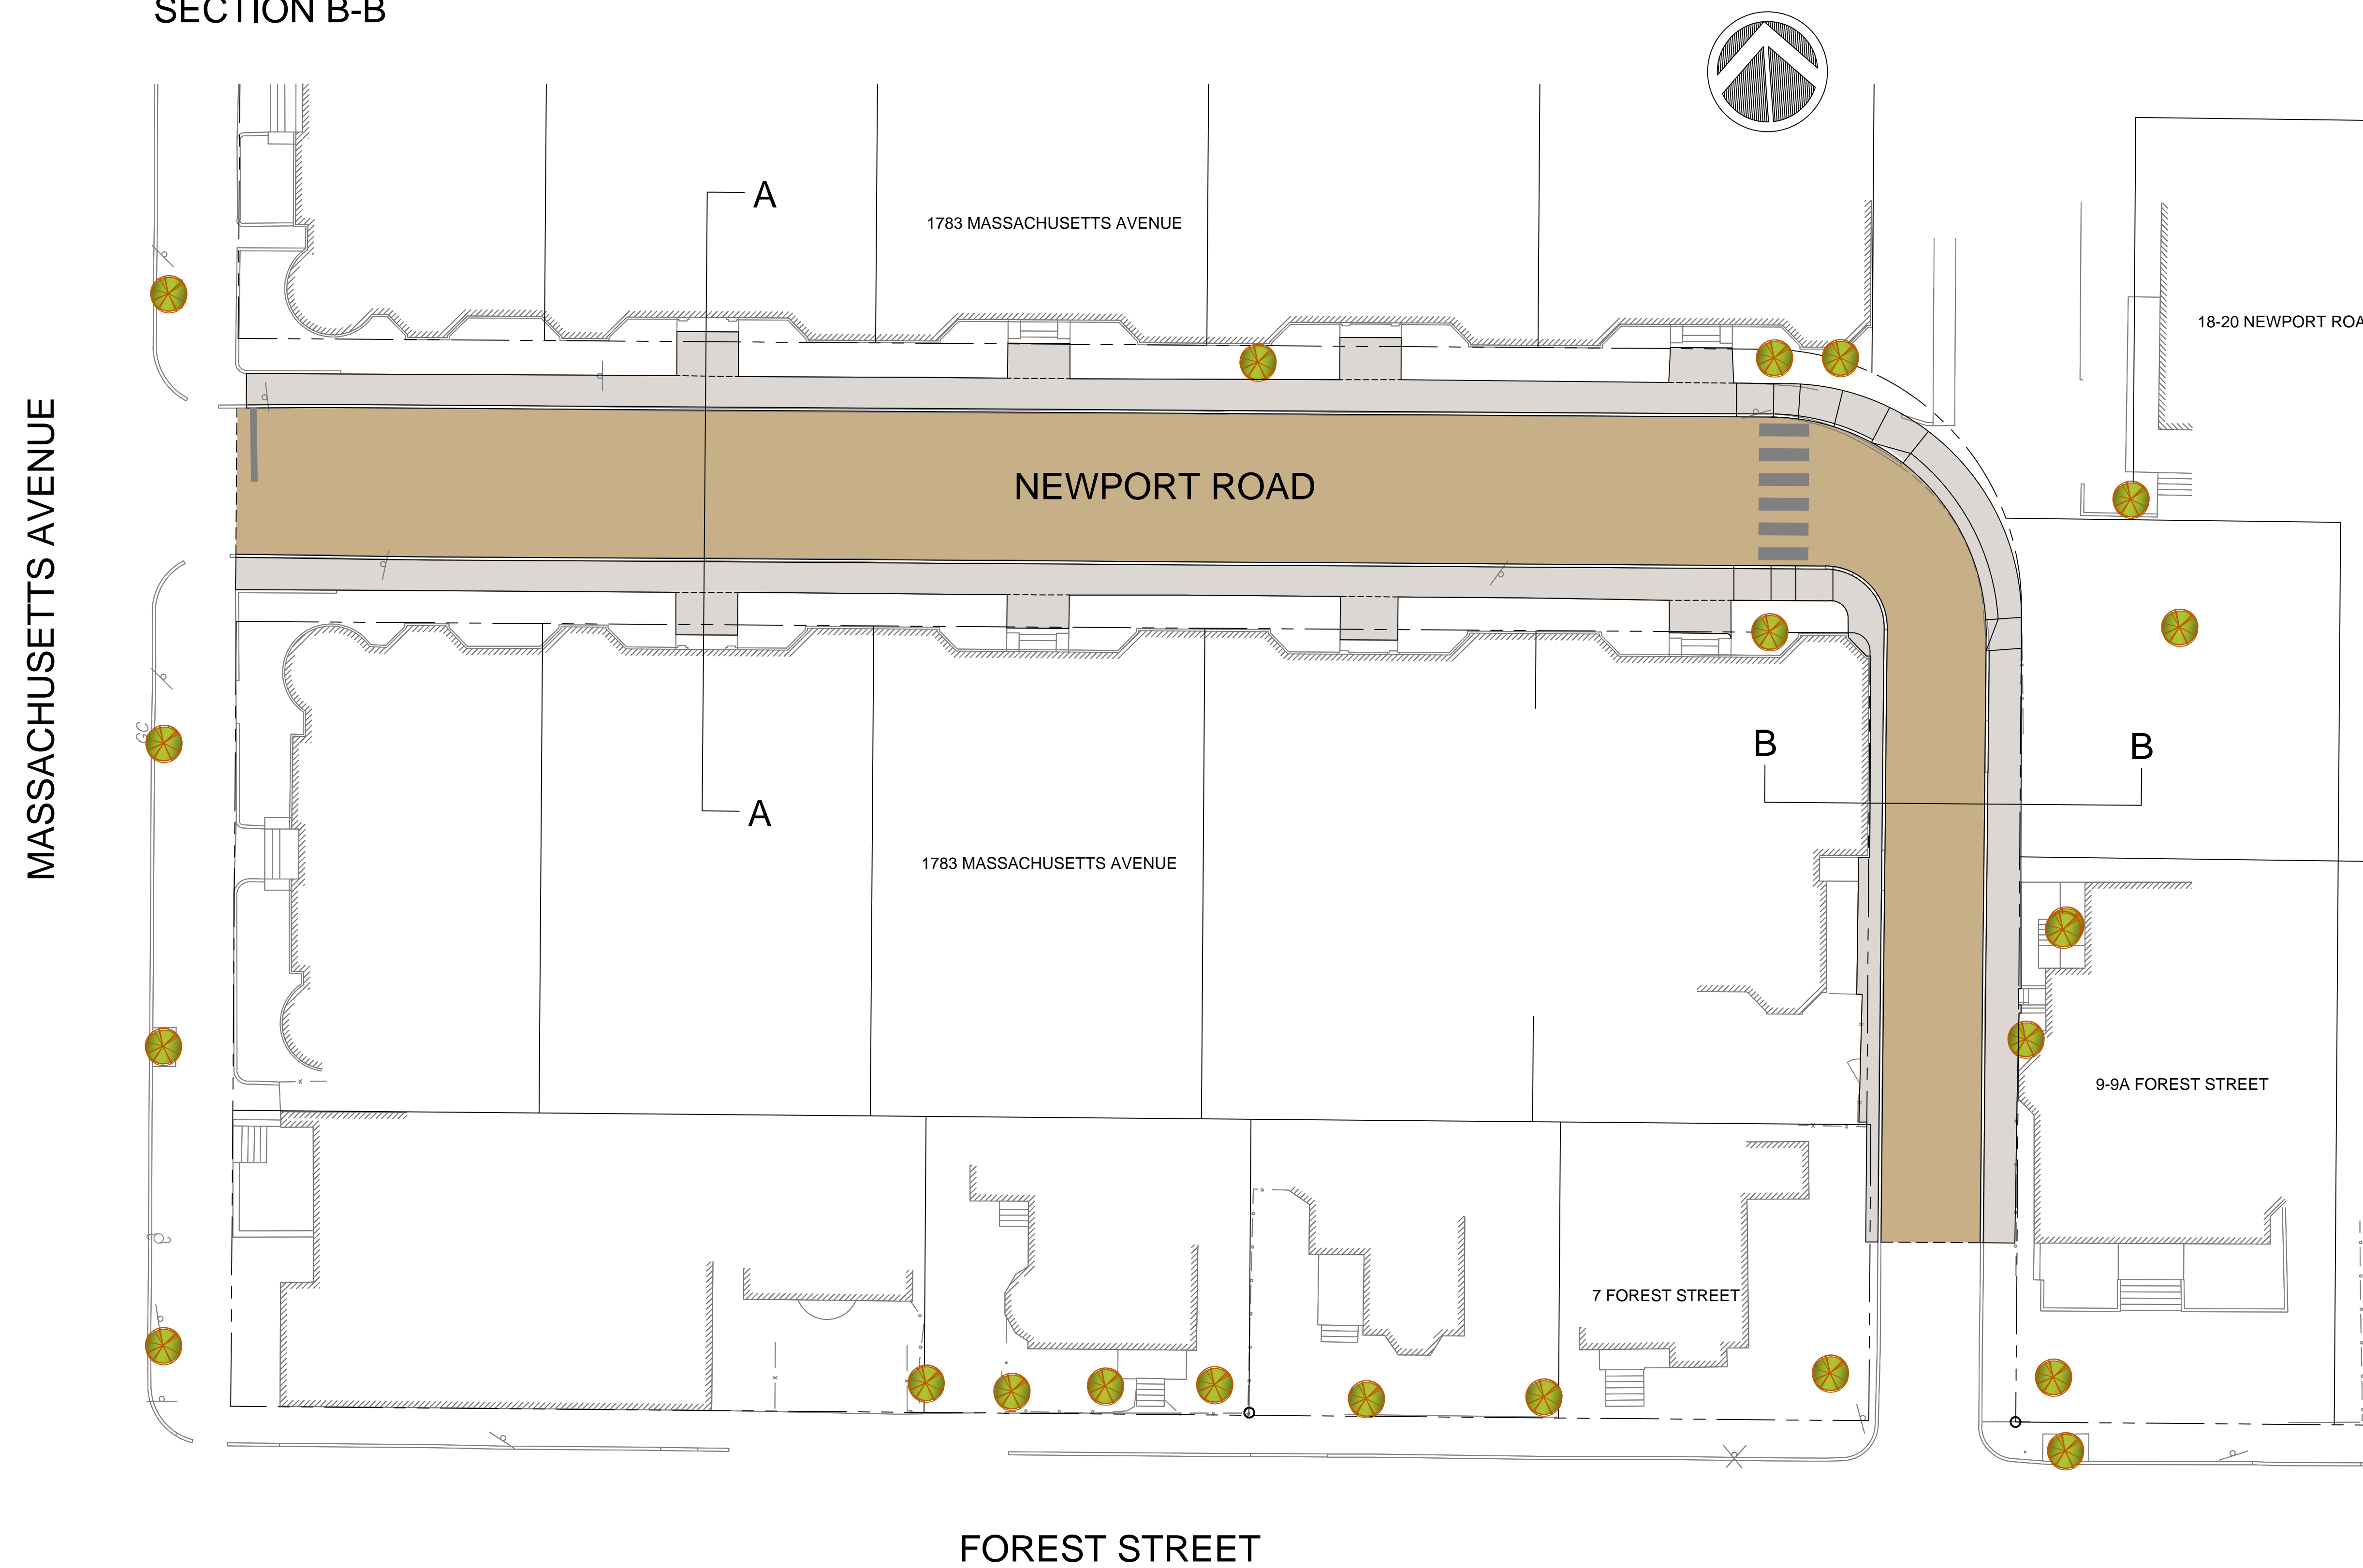 SECTION B-B
A
1783 MASSACHUSETTS AVENUE
18-20 NEWPORT ROA
NEWPORT ROAD
MASSACHUSETTS AVENUE
GC
B
B
A
1783 MASSACHUSETTS AVENUE
9-9A FOREST STREET
7 FOREST STREET
FOREST STREET